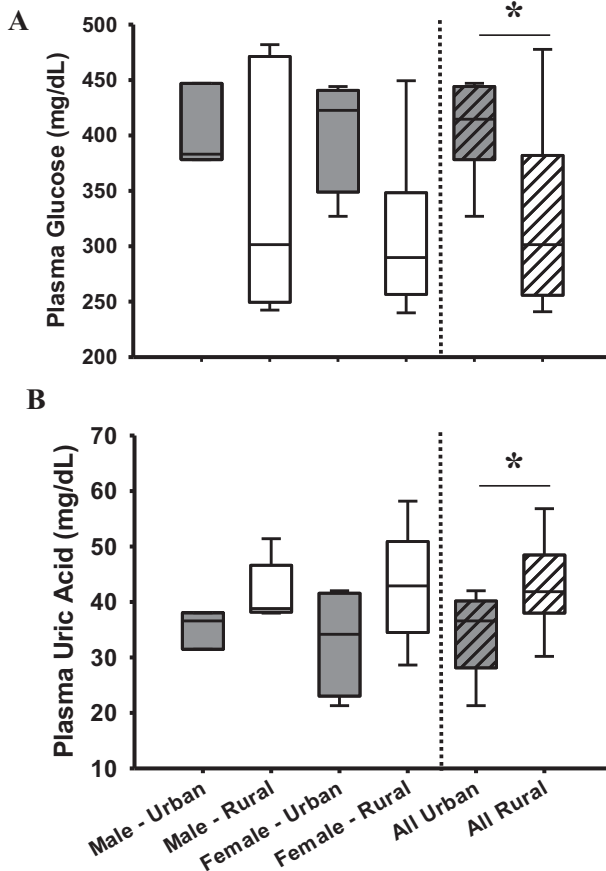 A
*
Plasma Glucose (mg/dL)
500
450
400
350
300
250
200
B
*
Plasma Uric Acid (mg/dL)
70
60
50
40
30
20
10
Male - Urban
Male - Rural
Female - Urban
Female - Rural
All Urban
All Rural